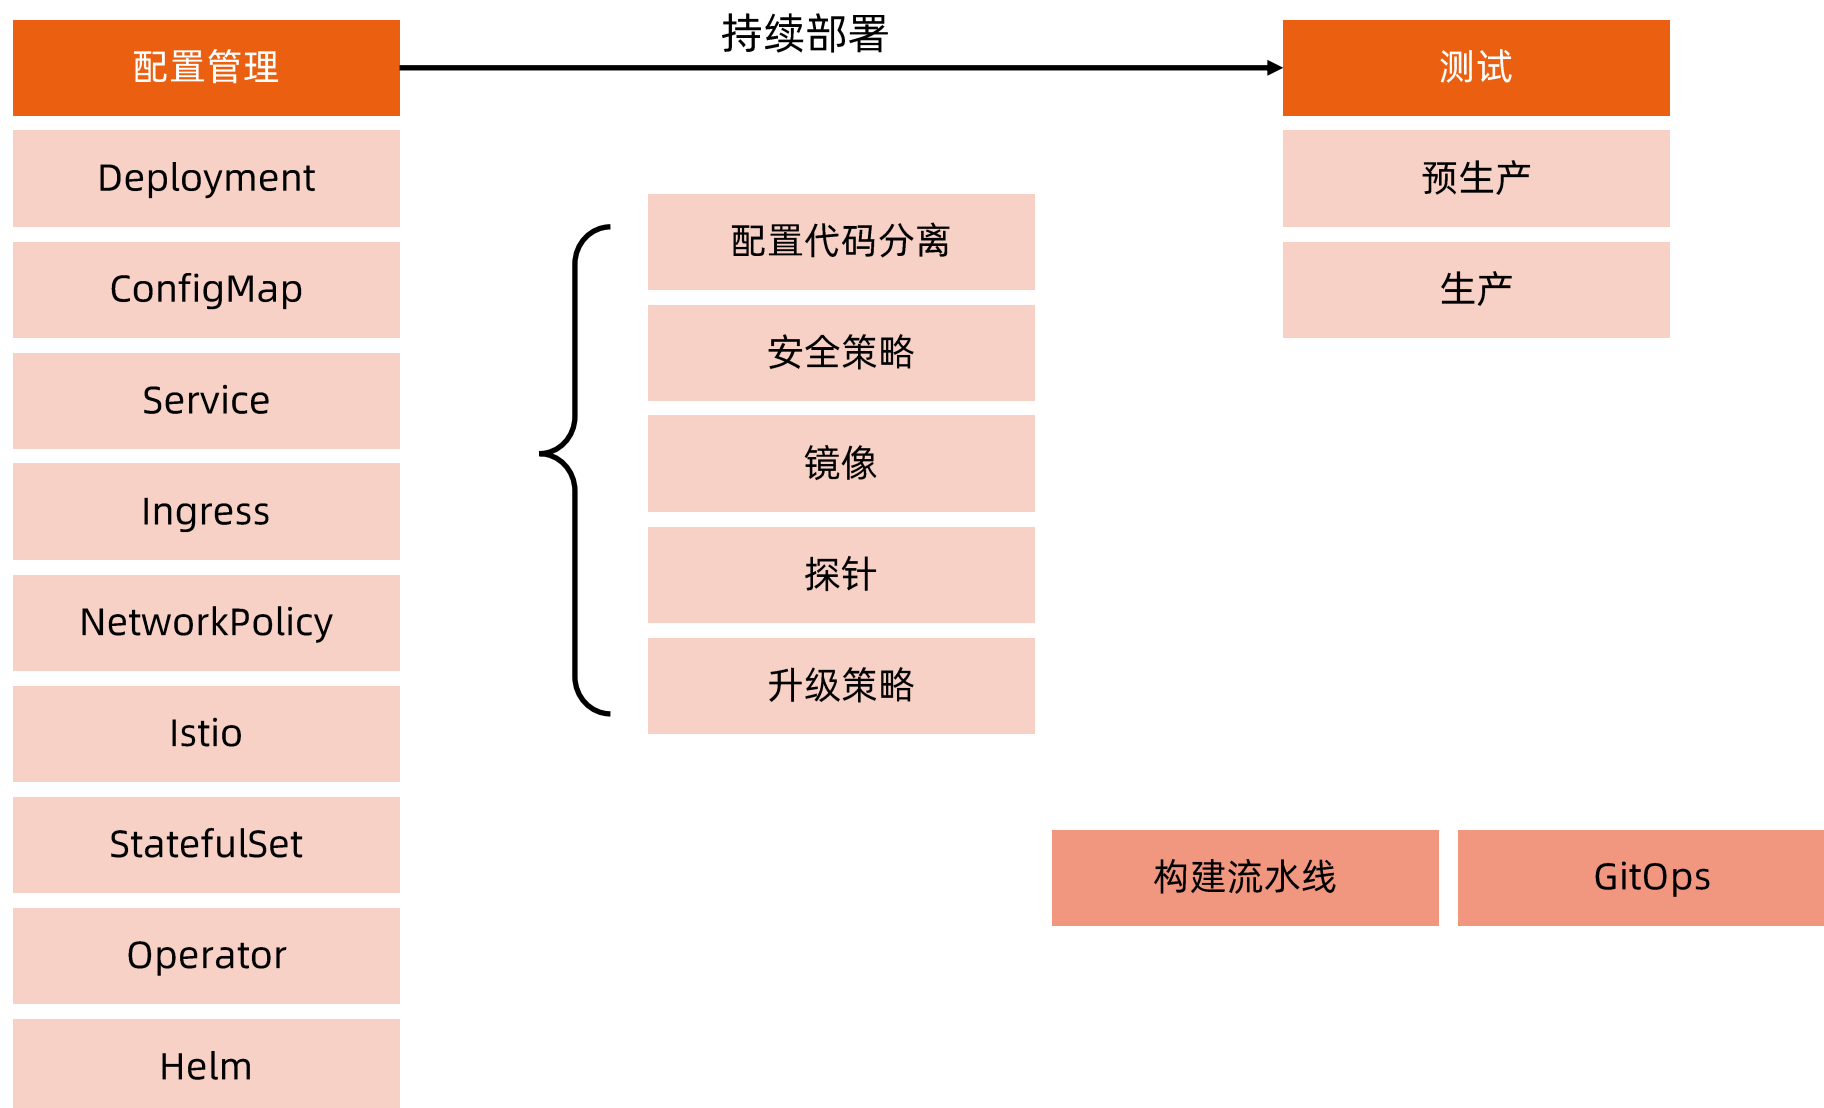 持续部署
配置管理
测试
Deployment
预生产
配置代码分离
ConfigMap
生产
安全策略
Service
镜像
Ingress
探针
NetworkPolicy
升级策略
Istio
StatefulSet
构建流水线
GitOps
Operator
Helm